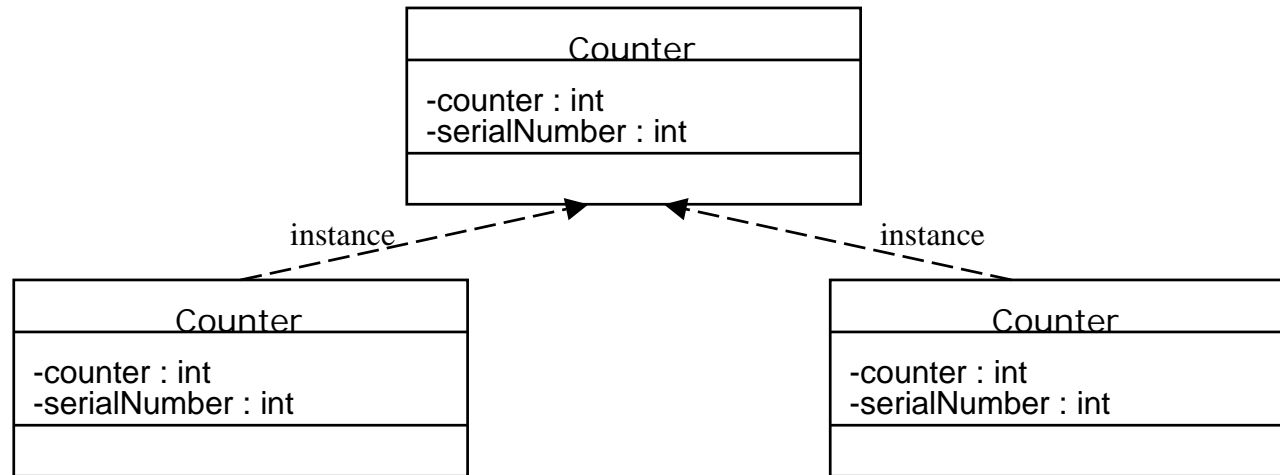 Counter
-counter : int
-serialNumber : int
instance
instance
Counter
-counter : int
-serialNumber : int
Counter
-counter : int
-serialNumber : int